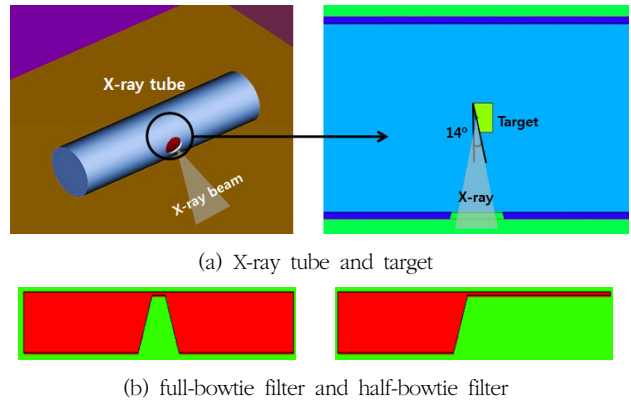 X-ray tube
X-ray beam
14º
Target
X-ray
(a) X-ray tube and target
(b) full-bowtie filter and half-bowtie filter